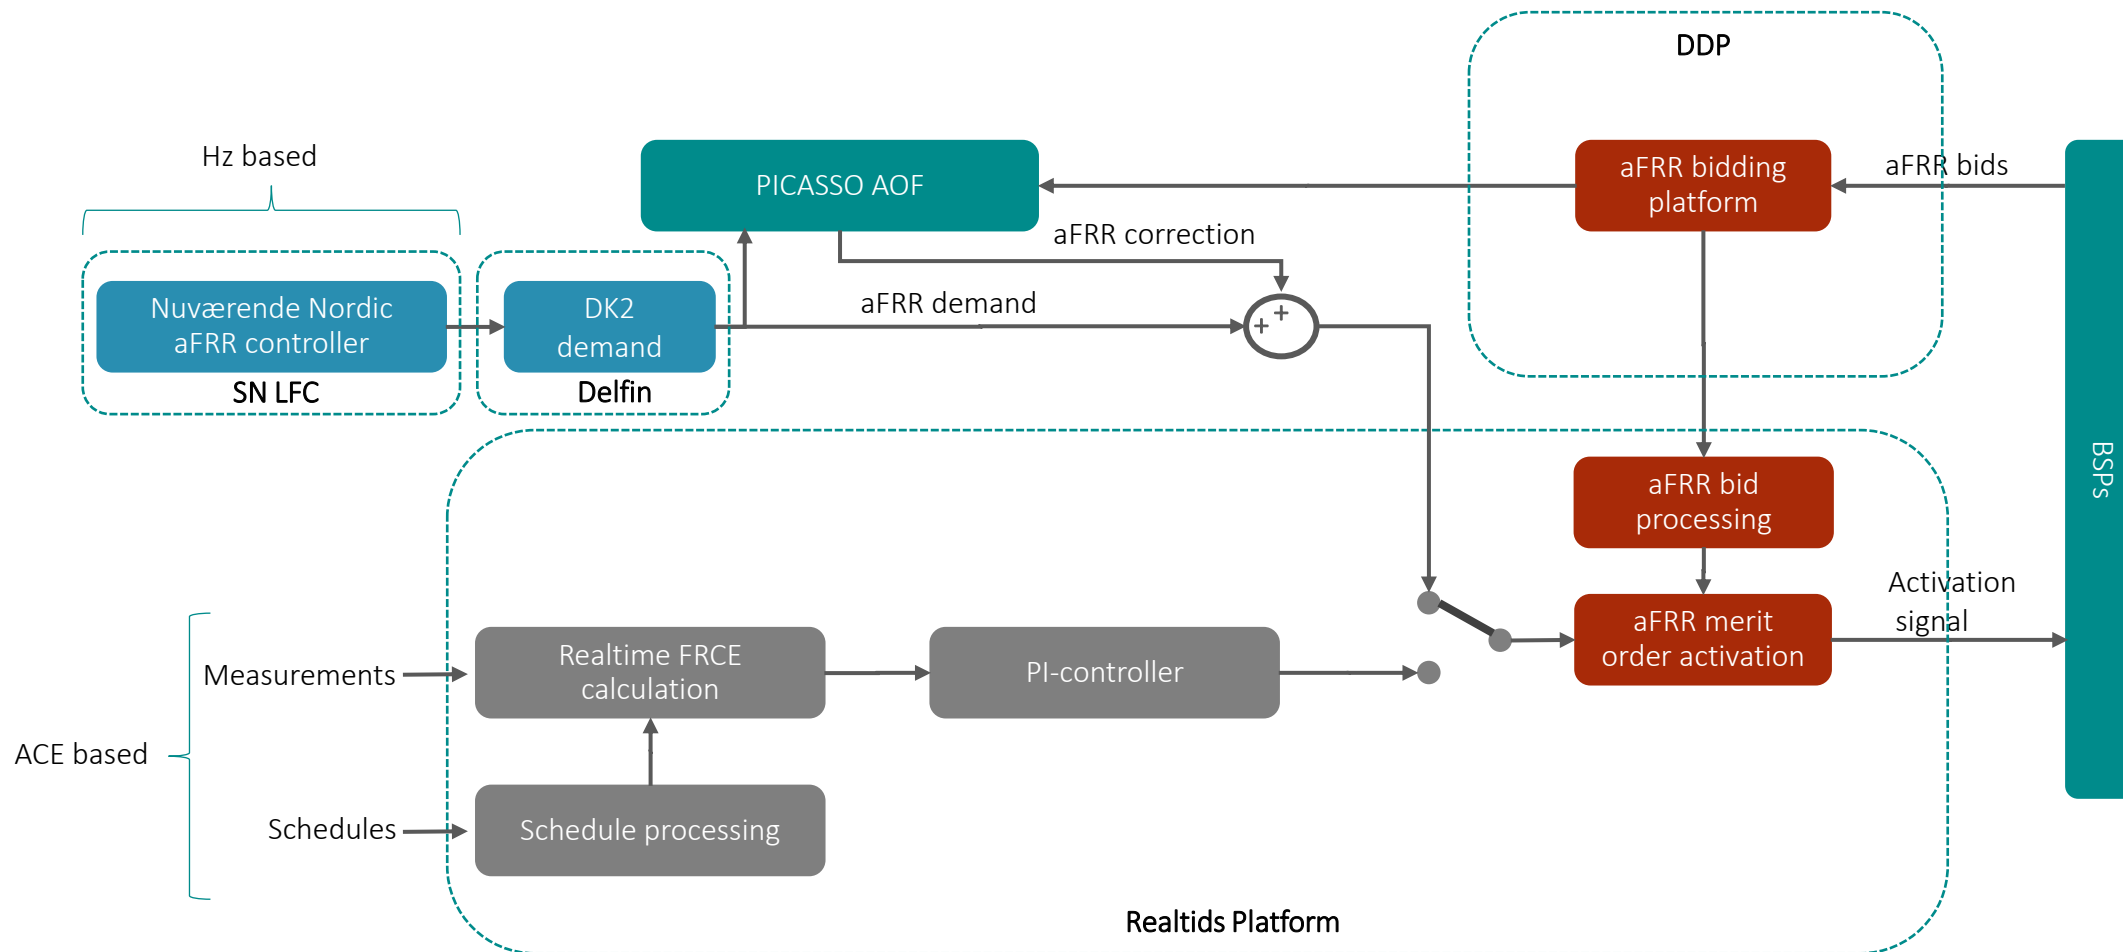 DDP
Hz based
PICASSO AOF
aFRR bidding
platform
aFRR bids
aFRR correction
Nuværende Nordic
aFRR controller
SN LFC
DK2
demand
Delfin
aFRR demand
+
+
BSPs
aFRR bid
processing
Activation
signal
aFRR merit
order activation
Measurements
Realtime FRCE
calculation
PI-controller
ACE based
Schedules
Schedule processing
Realtids Platform